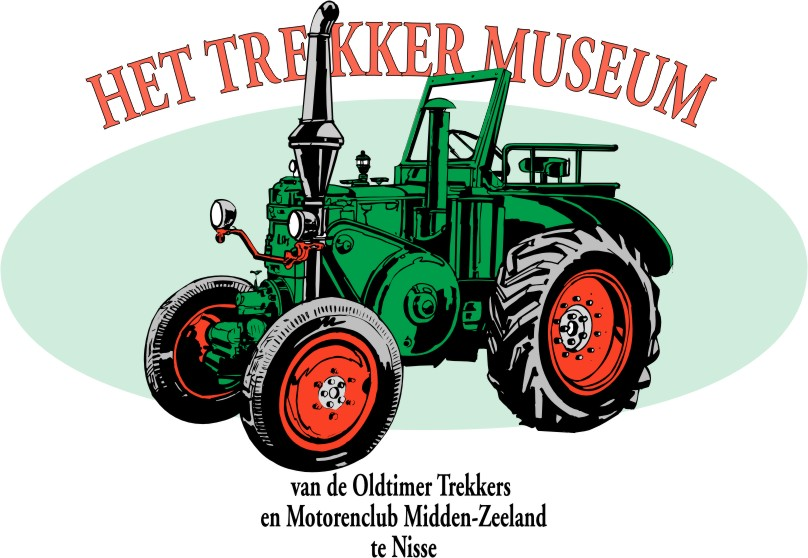 HET TREKKER MUSEUM
van de Oldtimer Trekkers
en Motorenclub Midden-Zeeland
te Nisse